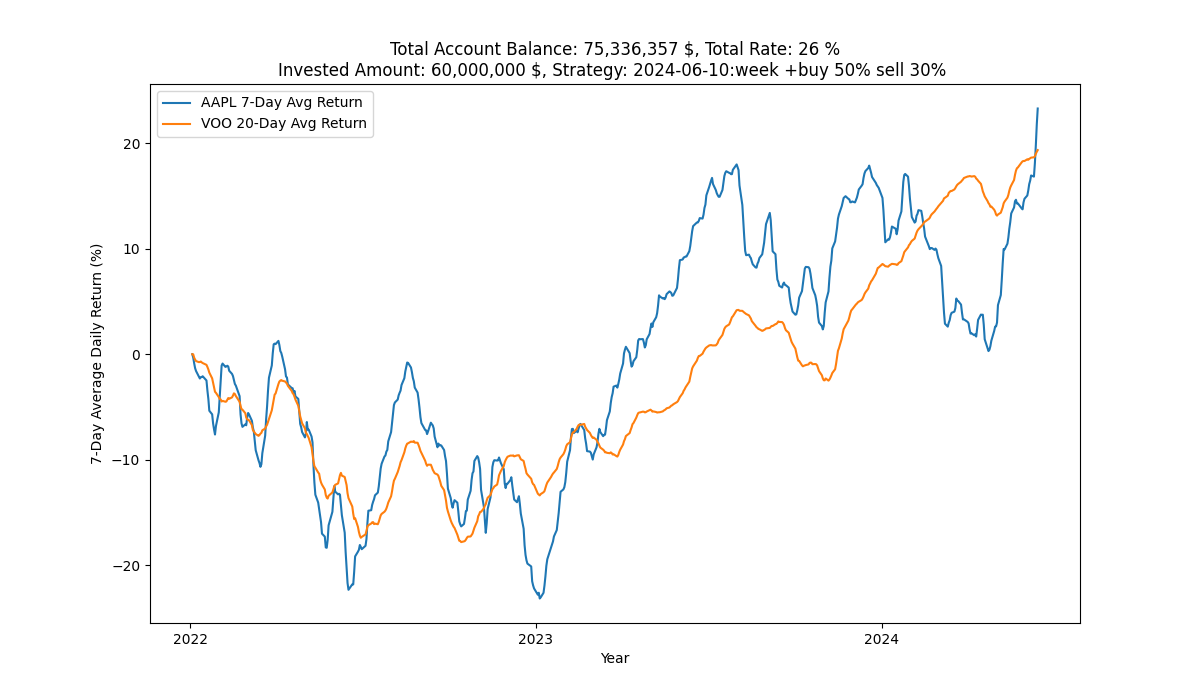 Total Account Balance: 75,336,357 $, Total Rate: 26 %
Invested Amount: 60,000,000 $, Strategy: 2024-06-10:week +buy 50% sell 30%
AAPL 7-Day Avg Return
VOO 20-Day Avg Return
7-Day Average Daily Return (%)
20
10
0
−10
−20
2022
2023
2024
Year